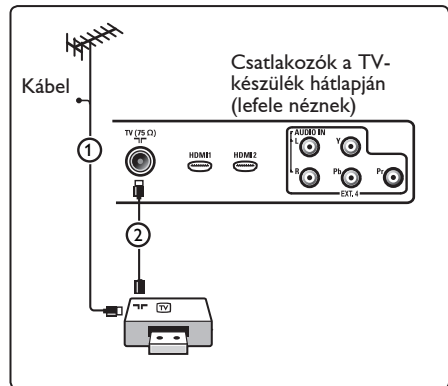 Csatlakozók a TV-
készülék hátlapján
(lefele néznek)
Kábel
TV (75 Ω)
HDMI1
HDMI2
AUDIO IN
L
Y
R
Pb
Pr
EXT. 4
1
2
TV